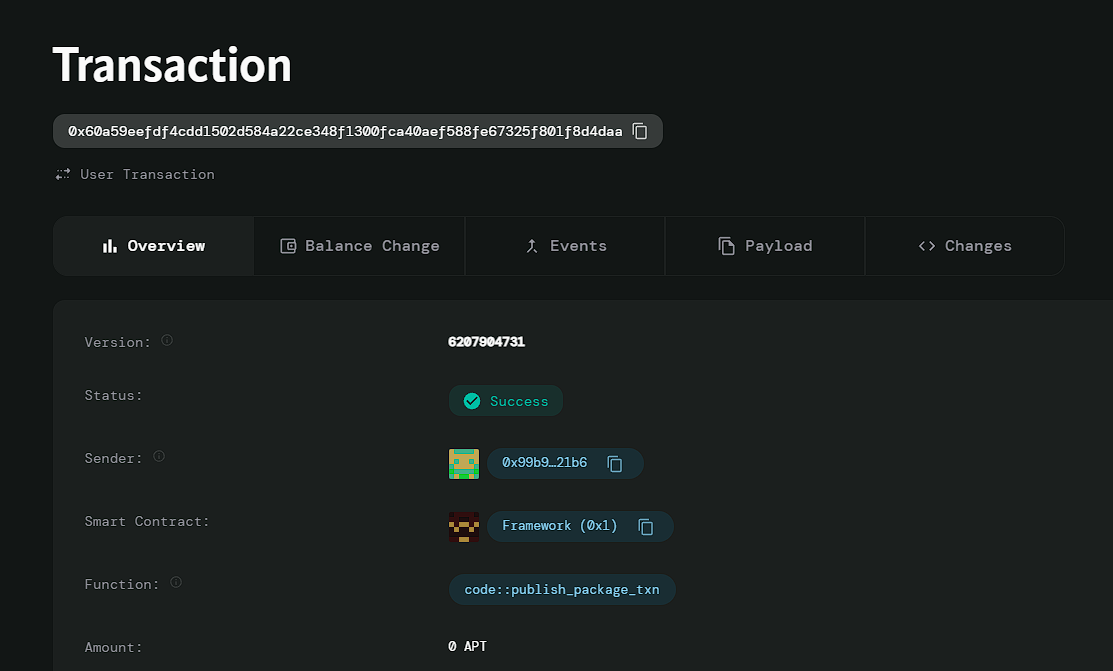 Transaction
0x60a59eefdf4cdd1502d584a22ce348f1300fca40aef588fe67325f801f8d4daa
User Transaction
Overview Balance Change Events Payload Changes
Version: 6207904731
Status: Success
Sender: 0x99b9…21b6
Smart Contract: Framework (0x1)
Function: code::publish_package_txn
Amount: 0 APT